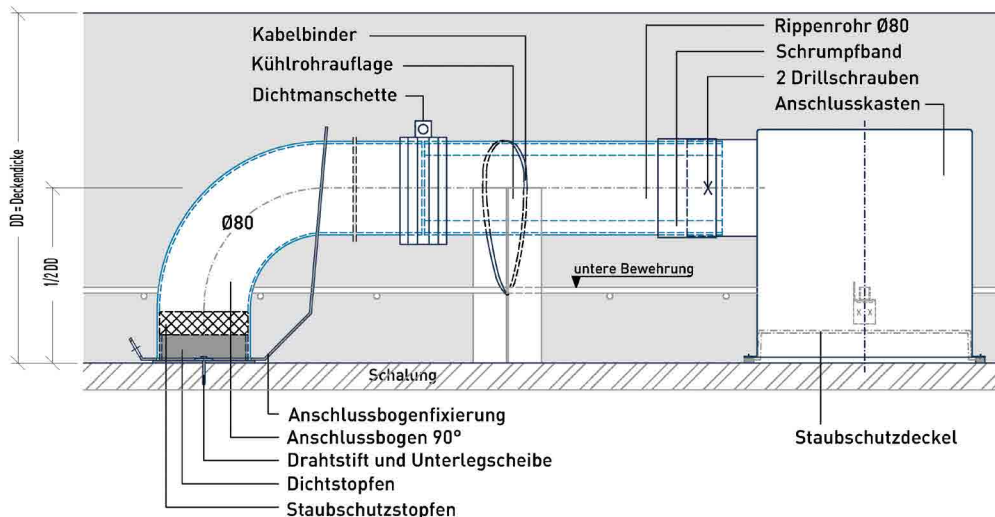 Kabelbinder
Kühlrohrauflage
Dichtmanschette
Rippenrohr Ø80
Schrumpfband
2 Drillschrauben
Anschlusskasten
DD = Deckendicke
1/2DD
Ø80
untere Bewehrung
Schalung
Anschlussbogenfixierung
Anschlussbogen 90°
Drahtstift und Unterlegscheibe
Dichtstopfen
Staubschutzstopfen
Staubschutzdeckel